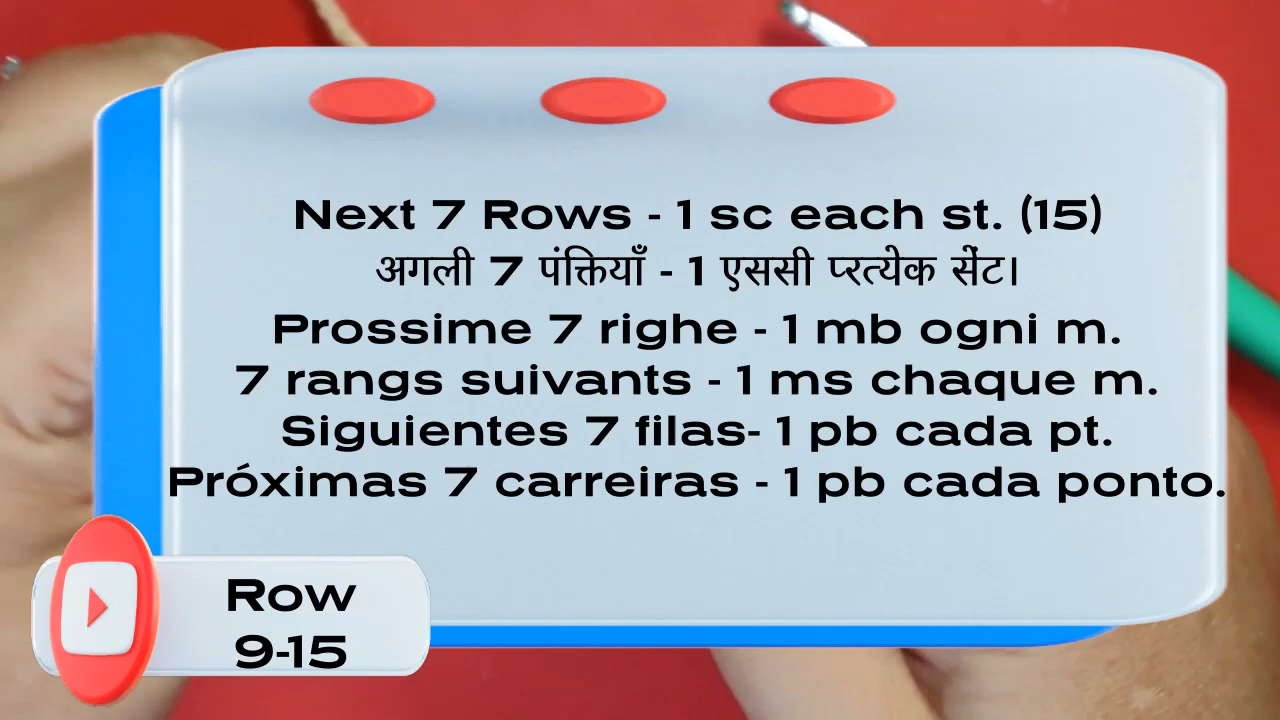 Next 7 Rows - 1 sc each st. (15)
अगली 7 पंक्तियाँ - 1 एससी प्रत्येक सेंट।
Prossime 7 righe - 1 mb ogni m.
7 rangs suivants - 1 ms chaque m.
Siguientes 7 filas- 1 pb cada pt.
Próximas 7 carreiras - 1 pb cada ponto.
Row
9-15